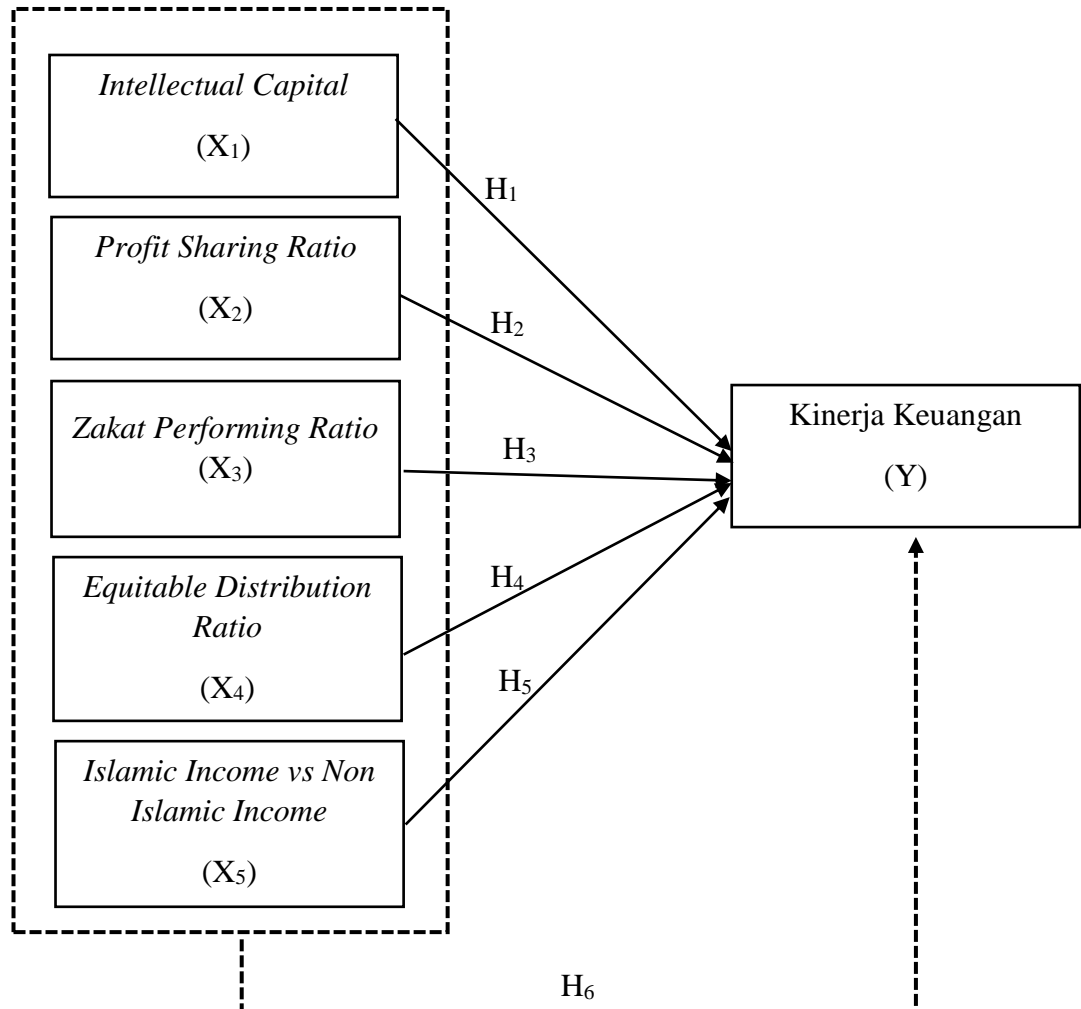 Intellectual Capital
(X₁)
H₁
Profit Sharing Ratio
(X₂)
H₂
Zakat Performing Ratio
(X₃)
H₃
Kinerja Keuangan
(Y)
Equitable Distribution
Ratio
(X₄)
H₄
H₅
Islamic Income vs Non
Islamic Income
(X₅)
H₆